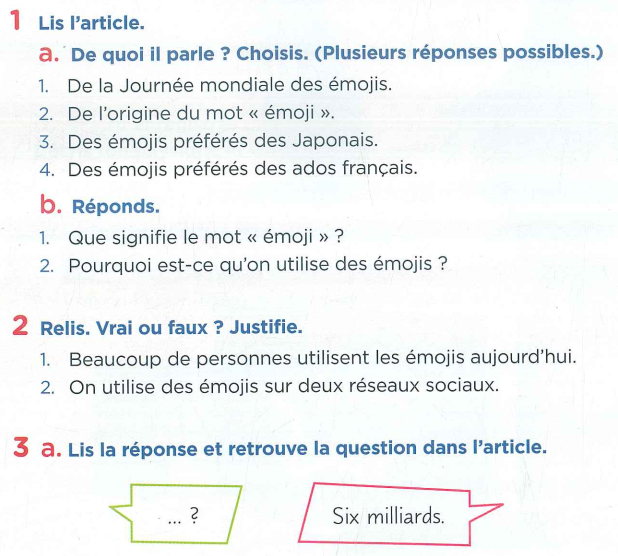 1 Lis l'article.
a. De quoi il parle ? Choisis. (Plusieurs réponses possibles.)
1. De la Journée mondiale des émojis.
2. De l'origine du mot « émoji ».
3. Des émojis préférés des Japonais.
4. Des émojis préférés des ados français.
b. Réponds.
1. Que signifie le mot « émoji » ?
2. Pourquoi est-ce qu'on utilise des émojis ?
2 Relis. Vrai ou faux ? Justifie.
1. Beaucoup de personnes utilisent les émojis aujourd'hui.
2. On utilise des émojis sur deux réseaux sociaux.
3 a. Lis la réponse et retrouve la question dans l'article.
... ?
Six milliards.